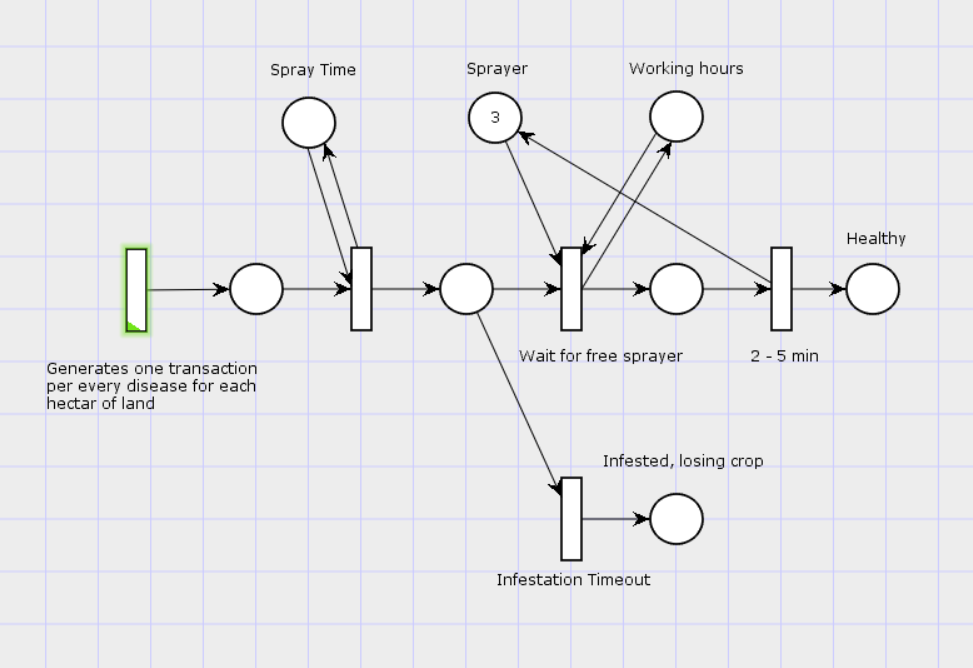 Spray Time
Sprayer
Working hours
3
Healthy
Wait for free sprayer
2 - 5 min
Generates one transaction
per every disease for each
hectar of land
Infested, losing crop
Infestation Timeout